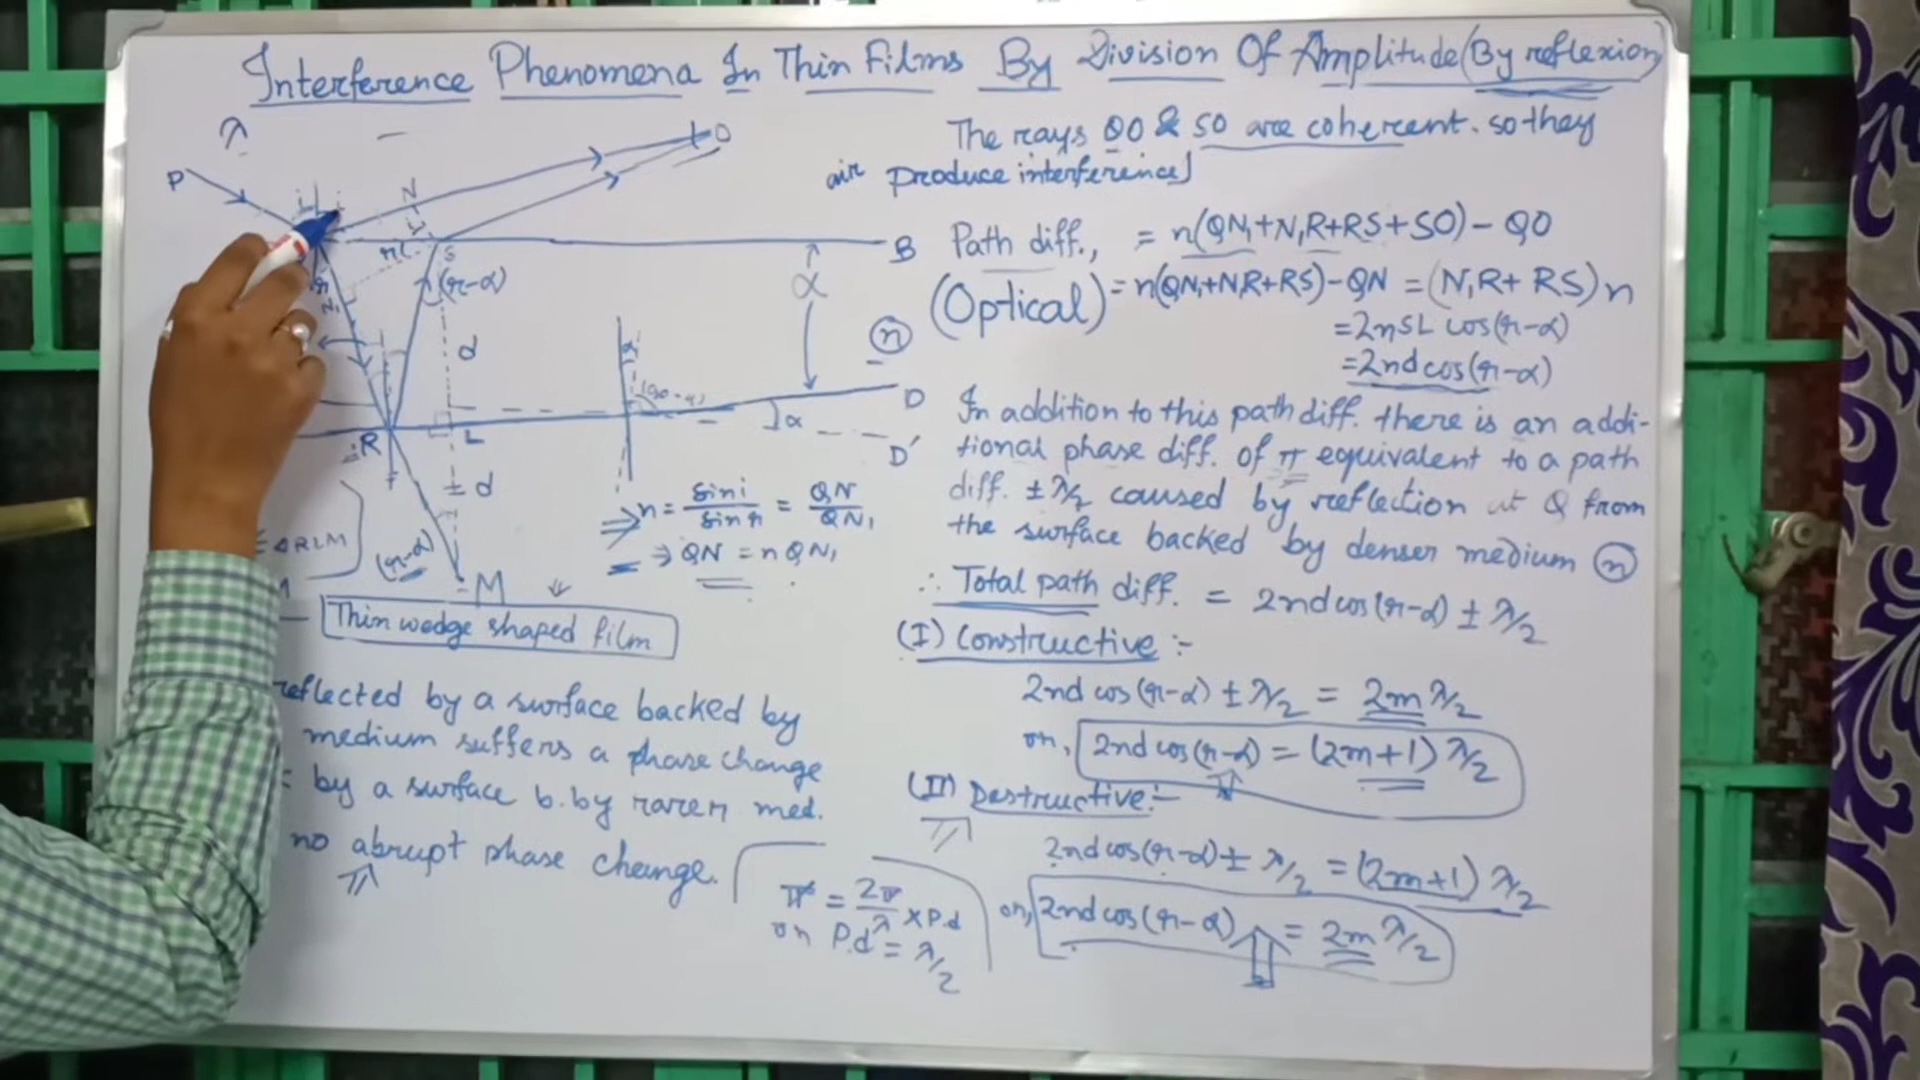 Interference Phenomena In Thin Films By Division Of Amplitude (By reflexion)
λ
P
O
N
i
i
S
B
r
N₁
(r-α)
α
d
air
n
α
(90-α)
R
L
α
D
D'
d
≅ ΔRLM
(r-α)
M
⇒ n = sin i / sin r = QN / QN₁
⇒ QN = n QN₁
Thin wedge shaped film
reflected by a surface backed by
medium suffers a phase change
by a surface b.by rarer med.
no abrupt phase change.
π = 2π/λ × P.d
or P.d = λ/2
The rays QO & SO are coherent. so they
produce interference]
Path diff., = n(QN₁+N₁R+RS+SO) - QO
(Optical) = n(QN₁+N₁R+RS) - QN = (N₁R+RS)n
=2nSL cos(r-α)
=2nd cos(r-α)
In addition to this path diff. there is an addi-
tional phase diff. of π equivalent to a path
diff. ± λ/2 caused by reflection at Q from
the surface backed by denser medium n
∴ Total path diff. = 2nd cos(r-α) ± λ/2
(I) Constructive :-
2nd cos(r-α) ± λ/2 = 2m λ/2
or, 2nd cos(r-α) = (2m+1) λ/2
(II) Destructive:-
2nd cos(r-α) ± λ/2 = (2m+1) λ/2
or, 2nd cos(r-α) = 2m λ/2